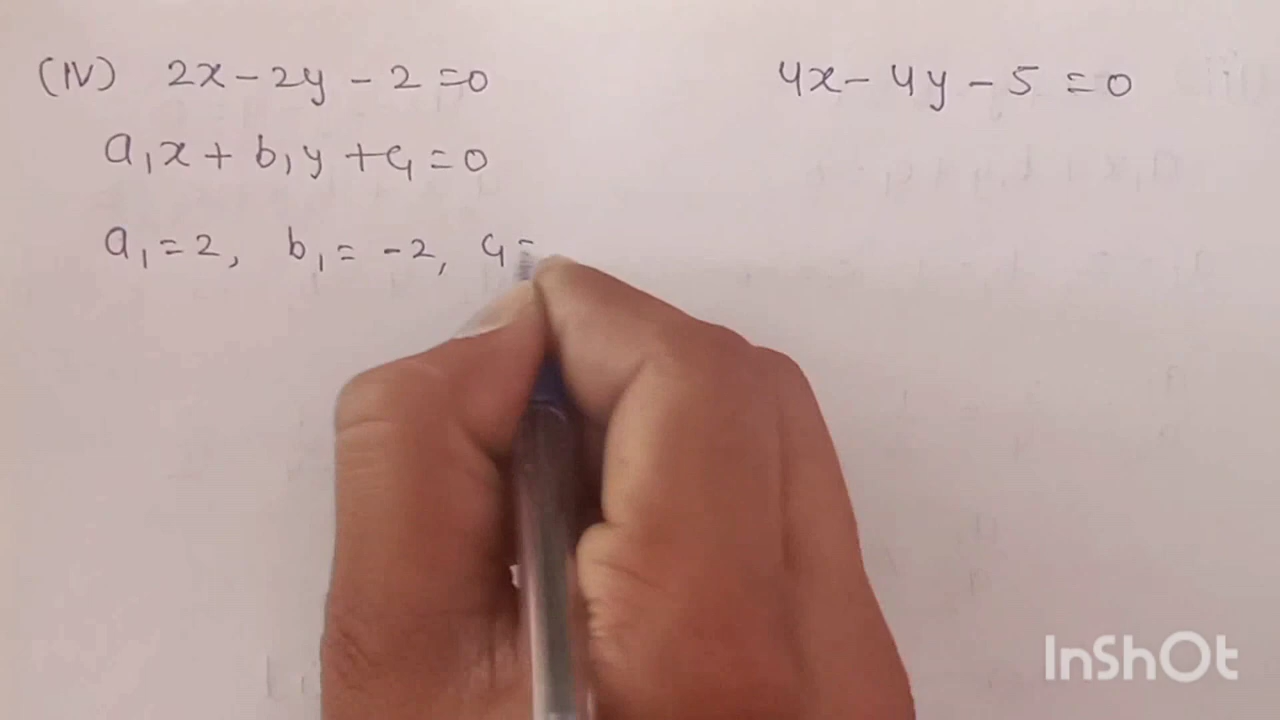 (IV) 2x - 2y - 2 = 0 4x - 4y - 5 = 0
a₁x + b₁y + c₁ = 0
a₁ = 2, b₁ = -2, c₁ =
InShOt